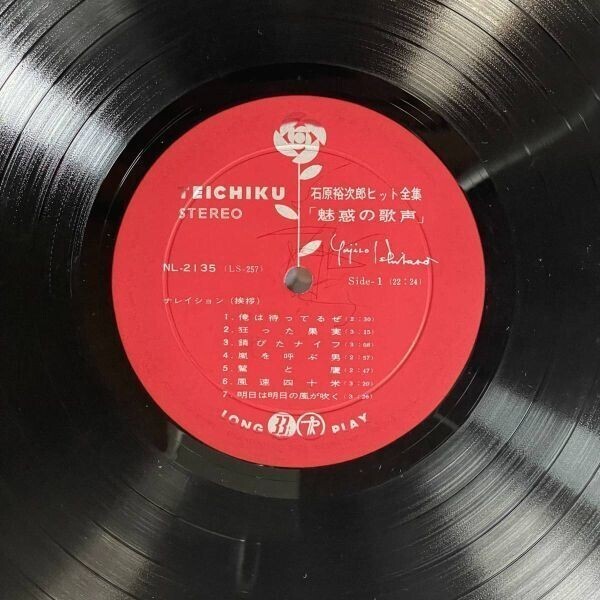 TEICHIKU
STEREO
石原裕次郎ヒット全集
「魅惑の歌声」
Yujiro Ishihara
NL-2135 (LS-257)
Side-1 (22:24)
ナレイション (挨拶)
1. 俺は待ってるぜ (2:30)
2. 狂った果実 (3:15)
3. 錆びたナイフ (3:08)
4. 嵐を呼ぶ男 (2:57)
5. 鷲と鷹 (2:47)
6. 風速四十米 (3:20)
7. 明日は明日の風が吹く (3:26)
LONG 33 PLAY